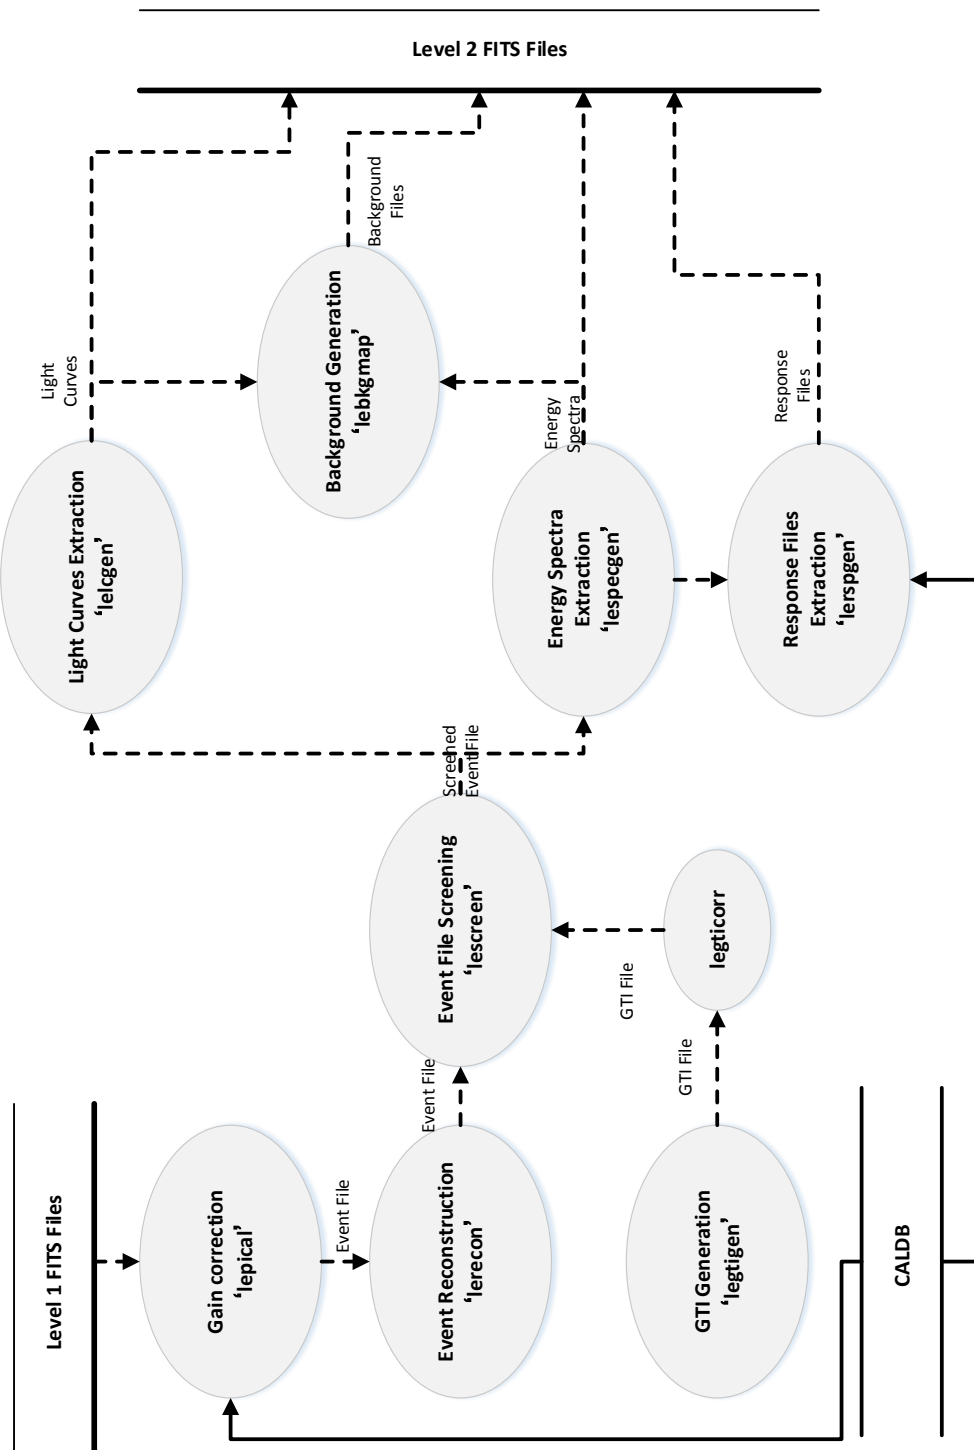 Level 1 FITS Files
Gain correction
‘lepical’
Event File
Event Reconstruction
‘lerecon’
Event File
GTI Generation
‘legtigen’
GTI File
legticorr
GTI File
CALDB
Event File Screening
‘lescreen’
Screened
Event File
Light Curves Extraction
‘lelcgen’
Light
Curves
Background Generation
‘lebkgmap’
Background
Files
Energy Spectra
Extraction
‘lespecgen’
Energy
Spectra
Response Files
Extraction
‘lerspgen’
Response
Files
Level 2 FITS Files